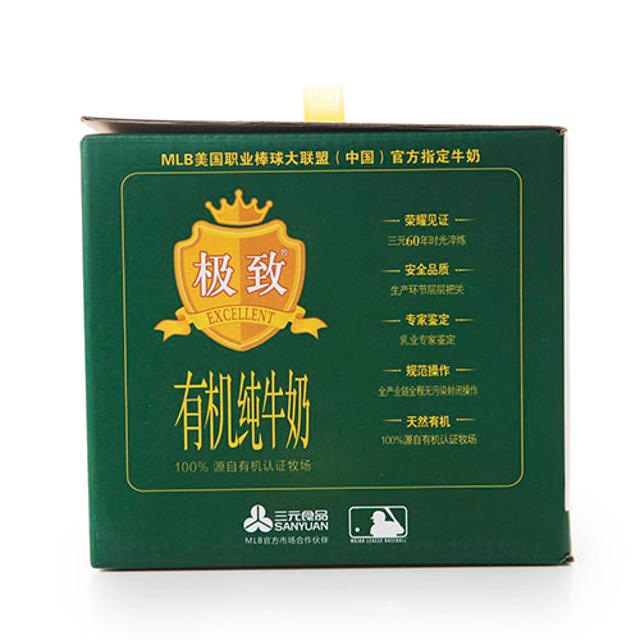 MLB美国职业棒球大联盟（中国）官方指定牛奶
极致®
EXCELLENT
有机纯牛奶
100% 源自有机认证牧场
荣耀见证
三元60年时光淬炼
安全品质
生产环节层层把关
专家鉴定
乳业专家鉴定
规范操作
全产业链全程无污染封闭操作
天然有机
100%源自有机认证牧场
三元食品
SANYUAN
MLB官方市场合作伙伴
MAJOR LEAGUE BASEBALL